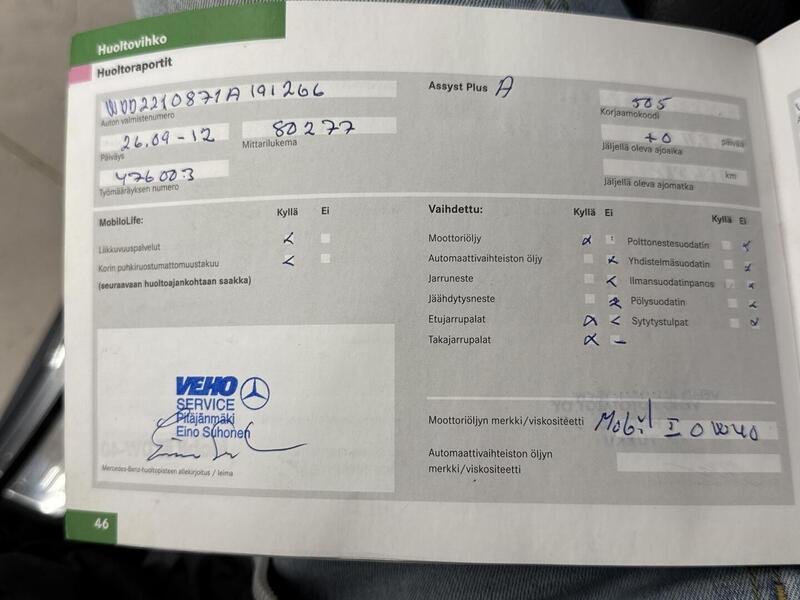 Huoltovihko
Huoltoraportit
WDD2210871A191266
Auton valmistenumero
26.09-12
Päiväys
80277
Mittarilukema
476003
Työmääräyksen numero
Assyst Plus A
505
Korjaamokoodi
+0 päivää
Jäljellä oleva ajoaika
km
Jäljellä oleva ajomatka
MobiloLife: Kyllä Ei
Liikkuvuuspalvelut
Korin puhkiruostumattomuustakuu
(seuraavaan huoltoajankohtaan saakka)
VEHO
SERVICE
Pitäjänmäki
Eino Suhonen
Mercedes-Benz-huoltopisteen allekirjoitus / leima
Vaihdettu: Kyllä Ei Kyllä Ei
Moottoriöljy Polttonestesuodatin
Automaattivaihteiston öljy Yhdistelmäsuodatin
Jarruneste Ilmansuodatinpanos
Jäähdytysneste Pölysuodatin
Etujarrupalat Sytytystulpat
Takajarrupalat
Moottoriöljyn merkki/viskositeetti Mobil I 0W40
Automaattivaihteiston öljyn
merkki/viskositeetti
46